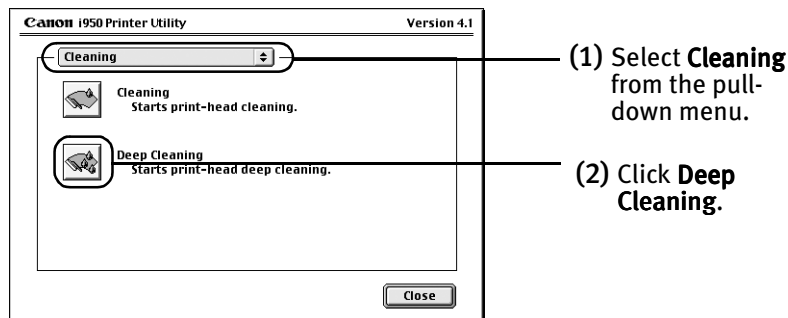 Canon i950 Printer Utility Version 4.1
Cleaning
Cleaning
Starts print-head cleaning.
Deep Cleaning
Starts print-head deep cleaning.
Close
(1) Select Cleaning
from the pull-
down menu.
(2) Click Deep
Cleaning.